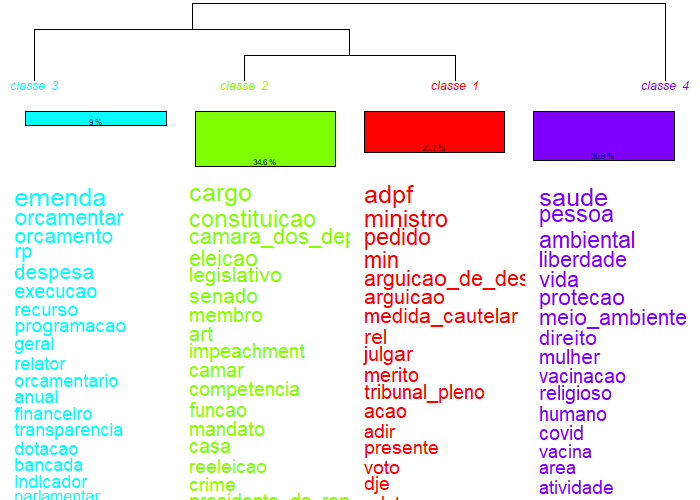 classe 3
classe 2
classe 1
classe 4
9 %
34.6 %
25.7 %
30.8 %
emenda
orcamentar
orcamento
rp
despesa
execucao
recurso
programacao
geral
relator
orcamentario
anual
financeiro
transparencia
dotacao
bancada
indicador
parlamentar
cargo
constituicao
camara_dos_dep
eleicao
legislativo
senado
membro
art
impeachment
camar
competencia
funcao
mandato
casa
reeleicao
crime
presidente_da_rep
adpf
ministro
pedido
min
arguicao_de_des
arguicao
medida_cautelar
rel
julgar
merito
tribunal_pleno
acao
adir
presente
voto
dje
saude
pessoa
ambiental
liberdade
vida
protecao
meio_ambiente
direito
mulher
vacinacao
religioso
humano
covid
vacina
area
atividade